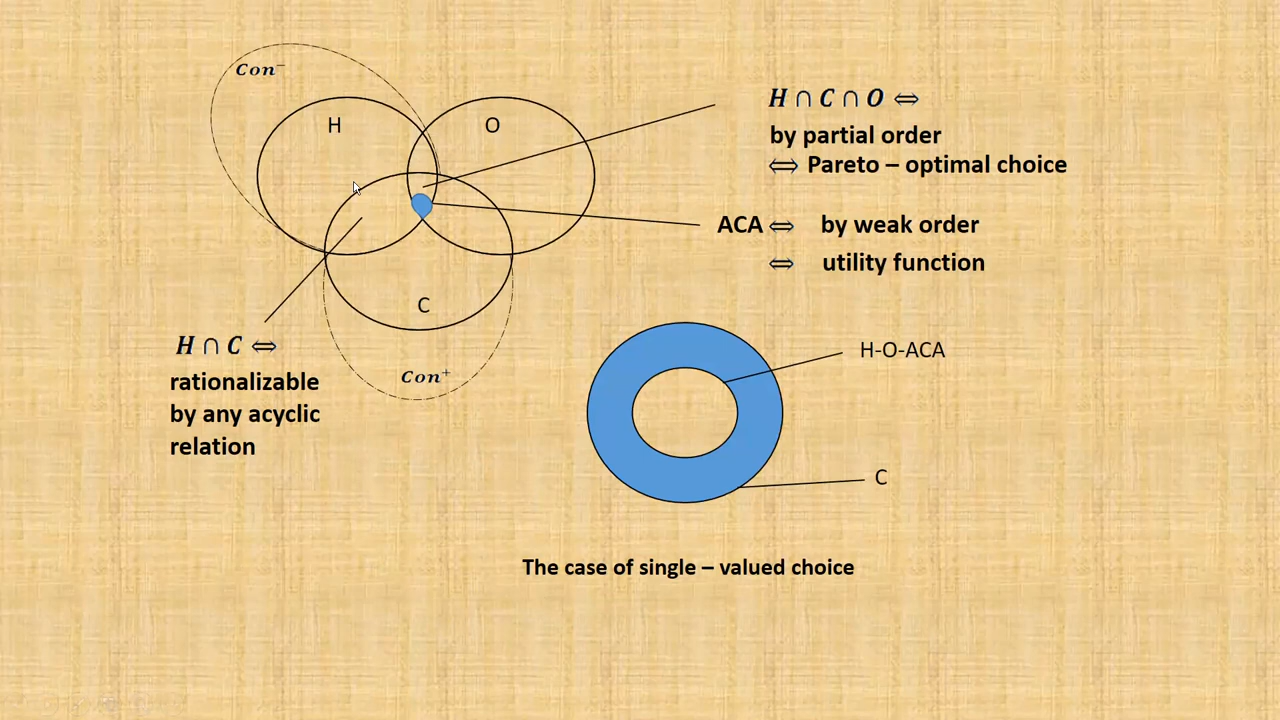 Con⁻
H
O
C
Con⁺
H ∩ C ∩ O ⇔
by partial order
⇔ Pareto – optimal choice
ACA ⇔ by weak order
⇔ utility function
H ∩ C ⇔
rationalizable
by any acyclic
relation
H-O-ACA
C
The case of single – valued choice